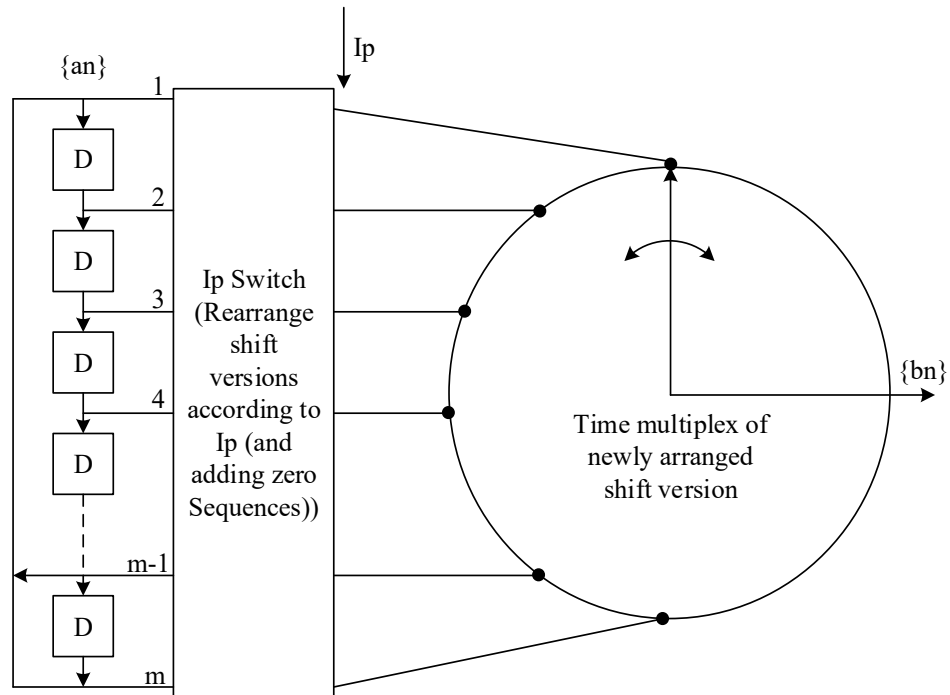 Ip
{an}
1
D
2
D
3
D
4
D
m-1
D
m
Ip Switch
(Rearrange
shift
versions
according to
Ip (and
adding zero
Sequences))
{bn}
Time multiplex of
newly arranged
shift version